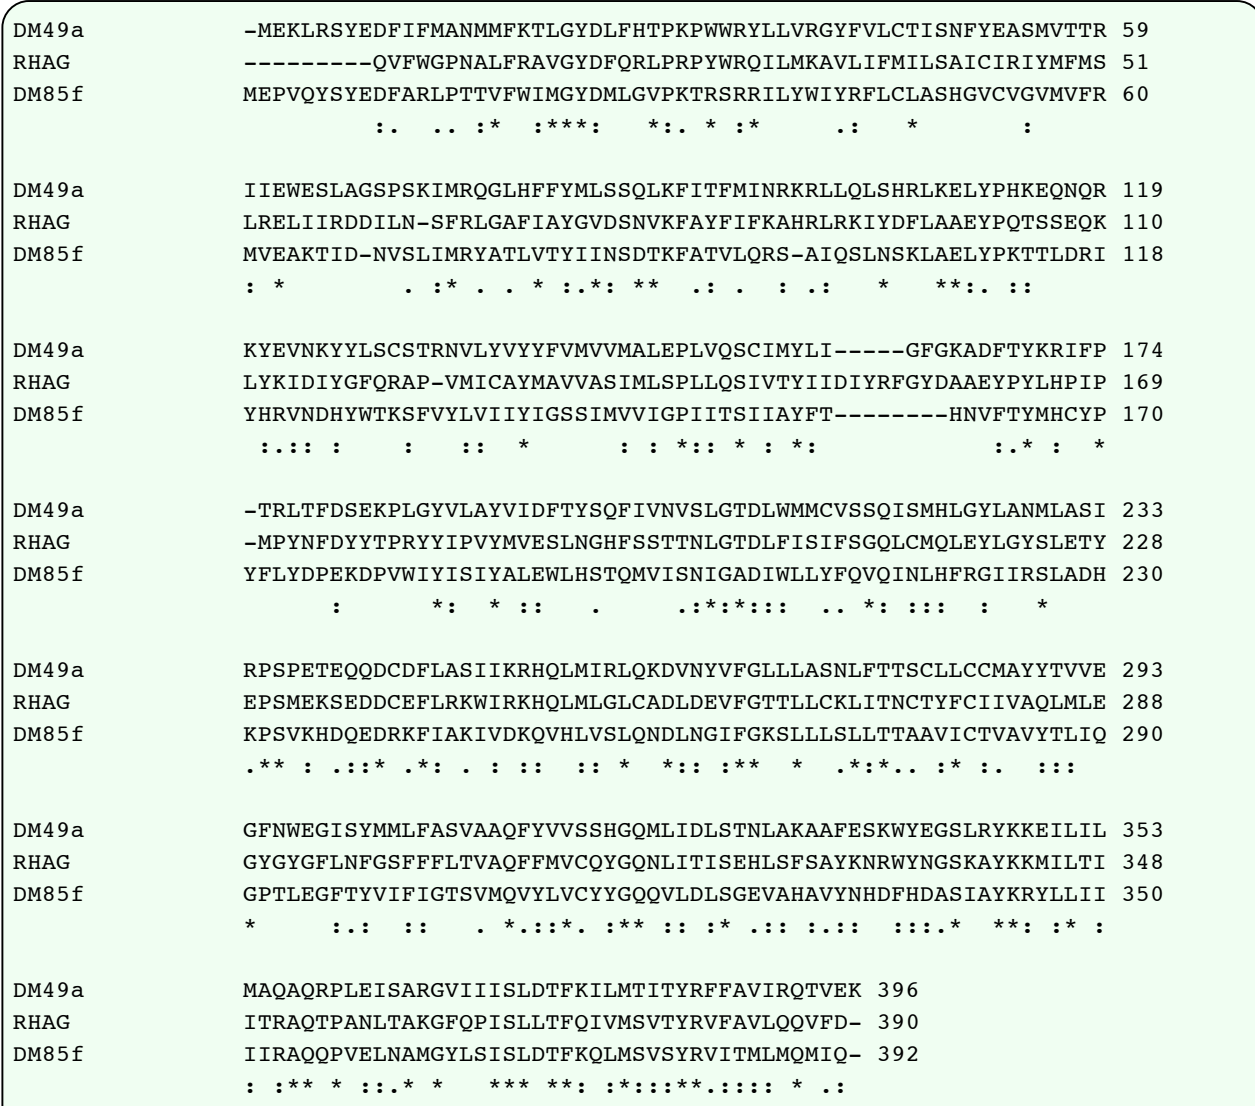 DM49a -MEKLRSYEDFIFMANMMFKTLGYDLFHTPKPWWRYLLVRGYFVLCTISNFYEASMVTTR 59
RHAG ---------QVFWGPNALFRAVGYDFQRLPRPYWRQILMKAVLIFMILSAICIRIYMFMS 51
DM85f MEPVQYSYEDFARLPTTVFWIMGYDMLGVPKTRSRRILYWIYRFLCLASHGVCVGVMVFR 60
:. .. :* :***: *:. * :* .: * :
DM49a IIEWESLAGSPSKIMRQGLHFFYMLSSQLKFITFMINRKRLLQLSHRLKELYPHKEQNQR 119
RHAG LRELIIRDDILN-SFRLGAFIAYGVDSNVKFAYFIFKAHRLRKIYDFLAAEYPQTSSEQK 110
DM85f MVEAKTID-NVSLIMRYATLVTYIINSDTKFATVLQRS-AIQSLNSKLAELYPKTTLDRI 118
: * . :* . . * :.*: ** .: . : .: * **:. ::
DM49a KYEVNKYYLSCSTRNVLYVYYFVMVVMALEPLVQSCIMYLI-----GFGKADFTYKRIFP 174
RHAG LYKIDIYGFQRAP-VMICAYMAVVASIMLSPLLQSIVTYIIDIYRFGYDAAEYPYLHPIP 169
DM85f YHRVNDHYWTKSFVYLVIIYIGSSIMVVIGPIITSIIAYFT--------HNVFTYMHCYP 170
:.:: : : :: * : : *:: * : *: :.* : *
DM49a -TRLTFDSEKPLGYVLAYVIDFTYSQFIVNVSLGTDLWMMCVSSQISMHLGYLANMLASI 233
RHAG -MPYNFDYYTPRYYIPVYMVESLNGHFSSTTNLGTDLFISIFSGQLCMQLEYLGYSLETY 228
DM85f YFLYDPEKDPVWIYISIYALEWLHSTQMVISNIGADIWLLYFQVQINLHFRGIIRSLADH 230
: *: * :: . .:*:*::: .. *: ::: : *
DM49a RPSPETEQQDCDFLASIIKRHQLMIRLQKDVNYVFGLLLASNLFTTSCLLCCMAYYTVVE 293
RHAG EPSMEKSEDDCEFLRKWIRKHQLMLGLCADLDEVFGTTLLCKLITNCTYFCIIVAQLMLE 288
DM85f KPSVKHDQEDRKFIAKIVDKQVHLVSLQNDLNGIFGKSLLLSLLTTAAVICTVAVYTLIQ 290
.** : .::* .*: . : :: :: * *:: :** * .*:*.. :* :. :::
DM49a GFNWEGISYMMLFASVAAQFYVVSSHGQMLIDLSTNLAKAAFESKWYEGSLRYKKEILIL 353
RHAG GYGYGFLNFGSFFFLTVAQFFMVCQYGQNLITISEHLSFSAYKNRWYNGSKAYKKMILTI 348
DM85f GPTLEGFTYVIFIGTSVMQVYLVCYYGQQVLDLSGEVAHAVYNHDFHDASIAYKRYLLII 350
* :.: :: . *.::*. :** :: :* .:: :.:: :::.* **: :* :
DM49a MAQAQRPLEISARGVIIISLDTFKILMTITYRFFAVIRQTVEK 396
RHAG ITRAQTPANLTAKGFQPISLLTFQIVMSVTYRVFAVLQQVFD- 390
DM85f IIRAQQPVELNAMGYLSISLDTFKQLMSVSYRVITMLMQMIQ- 392
: :** * ::.* * *** **: :*:::**.:::: * .: